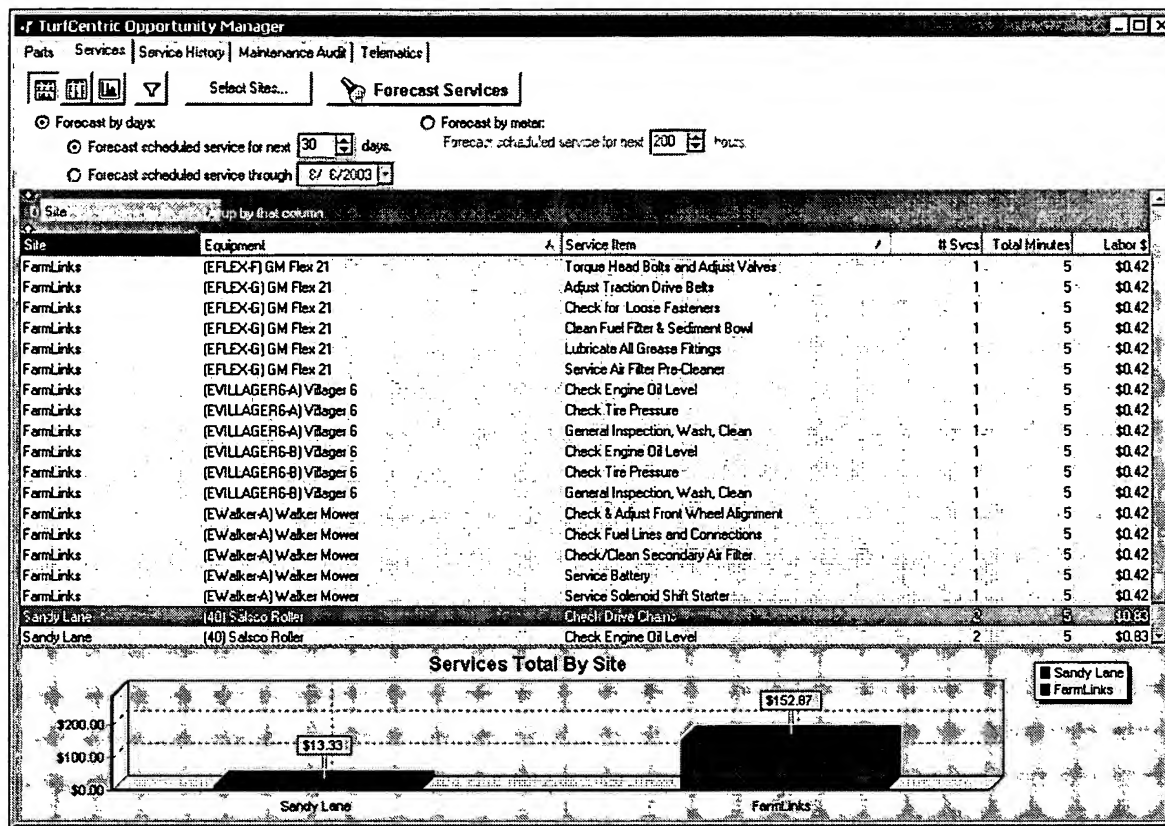 TurfCentric Opportunity Manager
Parts Services Service History Maintenance Audit Telematics
Select Sites... Forecast Services
Forecast by days: Forecast by meter:
Forecast scheduled service for next 30 days. Forecast scheduled service for next 200 hours
Forecast scheduled service through 8/ 6/2003
Site up by that column
Site Equipment Service Item # Svcs Total Minutes Labor $
FarmLinks (EFLEX-F) GM Flex 21 Torque Head Bolts and Adjust Valves 1 5 $0.42
FarmLinks (EFLEX-G) GM Flex 21 Adjust Traction Drive Belts 1 5 $0.42
FarmLinks (EFLEX-G) GM Flex 21 Check for Loose Fasteners 1 5 $0.42
FarmLinks (EFLEX-G) GM Flex 21 Clean Fuel Filter & Sediment Bowl 1 5 $0.42
FarmLinks (EFLEX-G) GM Flex 21 Lubricate All Grease Fittings 1 5 $0.42
FarmLinks (EFLEX-G) GM Flex 21 Service Air Filter Pre-Cleaner 1 5 $0.42
FarmLinks (EVILLAGER6-A) Villager 6 Check Engine Oil Level 1 5 $0.42
FarmLinks (EVILLAGER6-A) Villager 6 Check Tire Pressure 1 5 $0.42
FarmLinks (EVILLAGER6-A) Villager 6 General Inspection, Wash, Clean 1 5 $0.42
FarmLinks (EVILLAGER6-B) Villager 6 Check Engine Oil Level 1 5 $0.42
FarmLinks (EVILLAGER6-B) Villager 6 Check Tire Pressure 1 5 $0.42
FarmLinks (EVILLAGER6-B) Villager 6 General Inspection, Wash, Clean 1 5 $0.42
FarmLinks (EWalker-A) Walker Mower Check & Adjust Front Wheel Alignment 1 5 $0.42
FarmLinks (EWalker-A) Walker Mower Check Fuel Lines and Connections 1 5 $0.42
FarmLinks (EWalker-A) Walker Mower Check/Clean Secondary Air Filter 1 5 $0.42
FarmLinks (EWalker-A) Walker Mower Service Battery 1 5 $0.42
FarmLinks (EWalker-A) Walker Mower Service Solenoid Shift Starter 1 5 $0.42
Sandy Lane (40) Salsco Roller Check Drive Chains 2 5 $0.83
Sandy Lane (40) Salsco Roller Check Engine Oil Level 2 5 $0.83
Services Total By Site
Sandy Lane
FarmLinks
$152.87
$200.00
$13.33
$100.00
$0.00
Sandy Lane FarmLinks